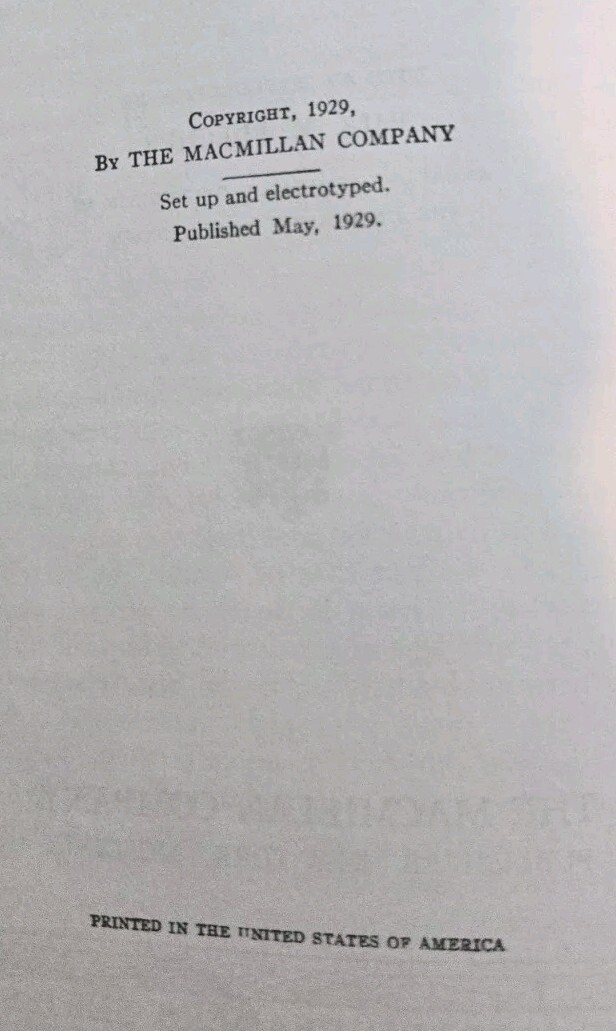 COPYRIGHT, 1929,
BY THE MACMILLAN COMPANY
Set up and electrotyped.
Published May, 1929.
PRINTED IN THE UNITED STATES OF AMERICA